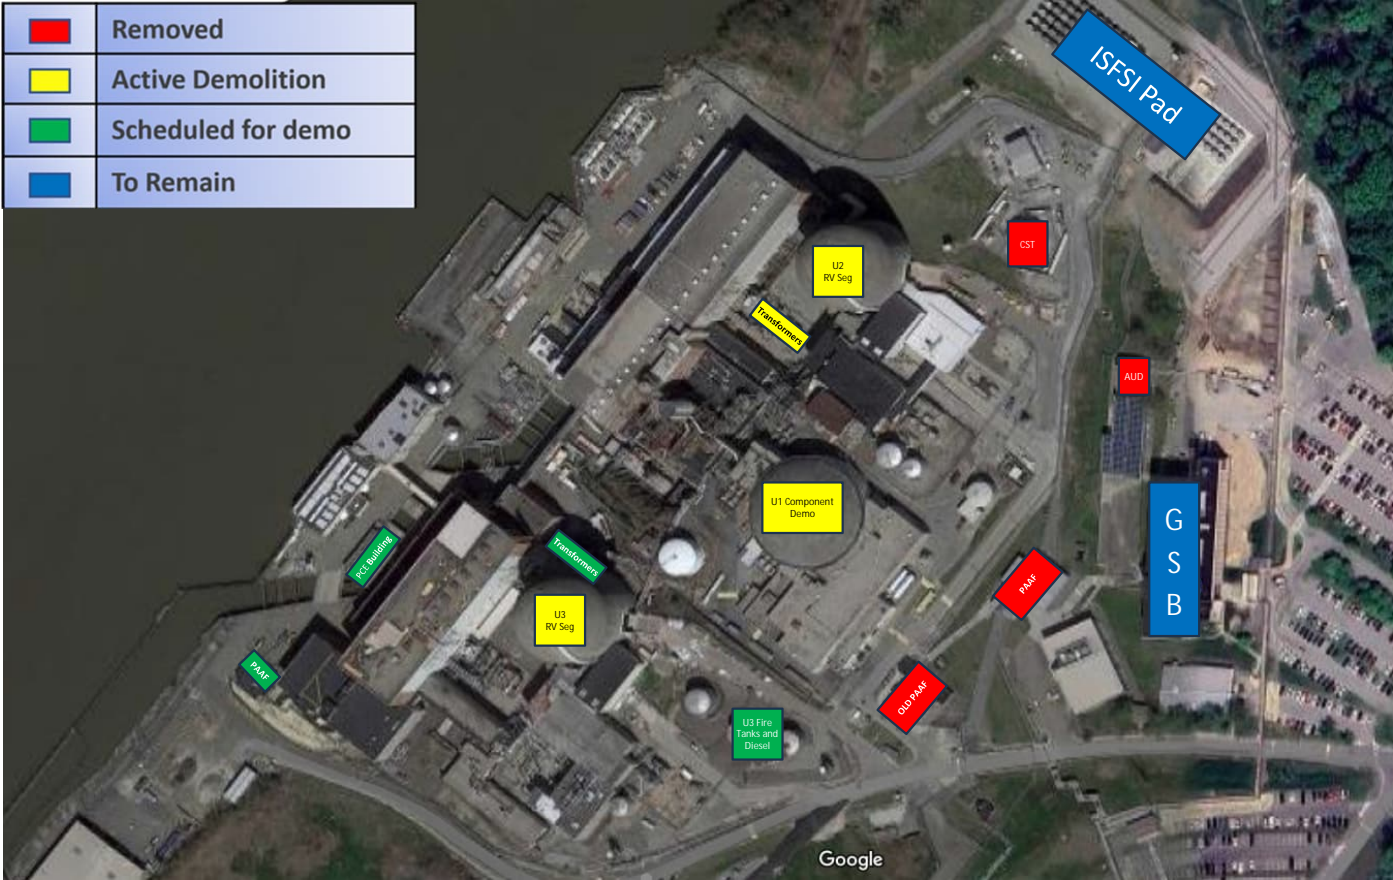 Removed
Active Demolition
Scheduled for demo
To Remain
ISFSI Pad
CST
U2
RV Seg
Transformers
AUD
U1 Component
Demo
G
S
B
PCE Building
Transformers
PAAF
U3
RV Seg
PAAF
OLD PAAF
U3 Fire
Tanks and
Diesel
Google